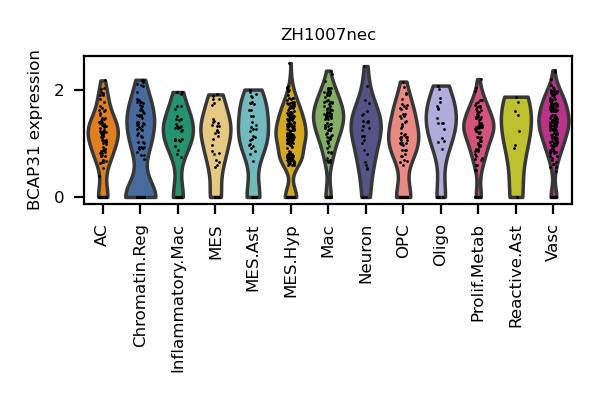 ZH1007nec
BCAP31 expression
2
0
AC
Chromatin.Reg
Inflammatory.Mac
MES
MES.Ast
MES.Hyp
Mac
Neuron
OPC
Oligo
Prolif.Metab
Reactive.Ast
Vasc